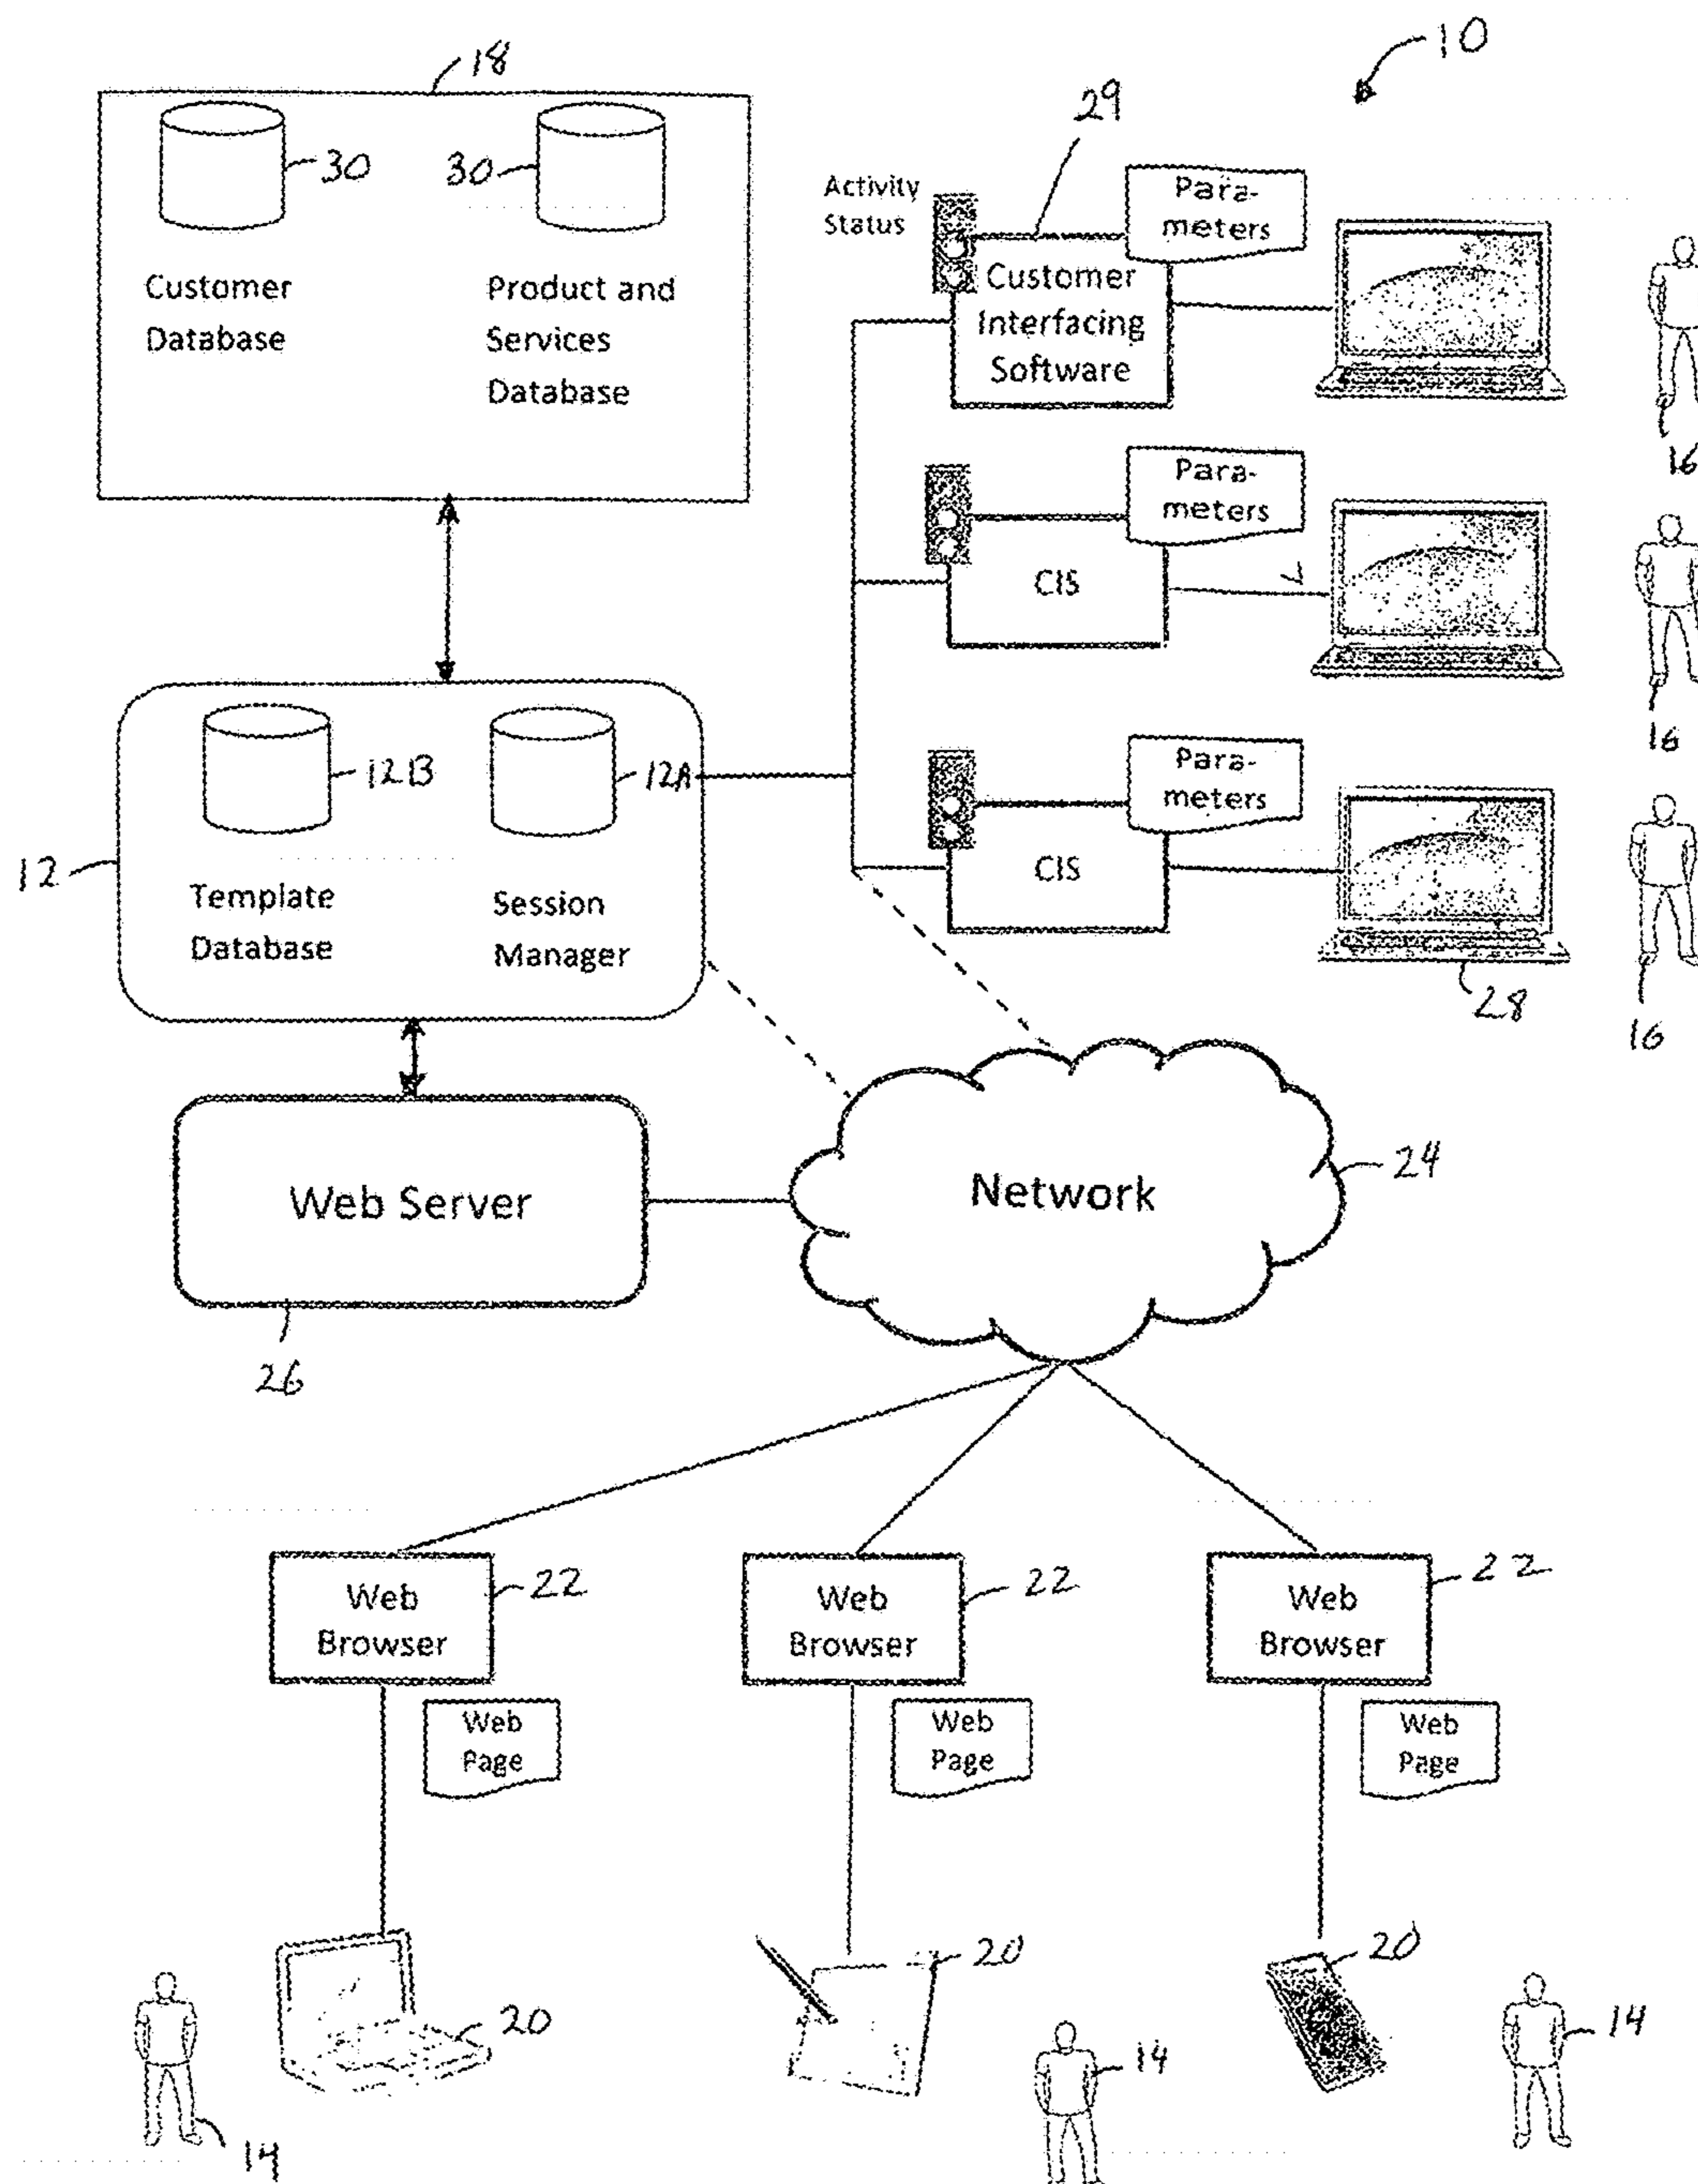 10
18
29
30
30
Activity
Status
Para-
meters
Customer
Database
Product and
Services
Database
Customer
Interfacing
Software
16
Para-
meters
CIS
16
Para-
meters
CIS
28
16
12B
12A
12
Template
Database
Session
Manager
Web Server
26
Network
24
Web
Browser
22
Web
Browser
22
Web
Browser
22
Web
Page
Web
Page
Web
Page
20
20
20
14
14
14